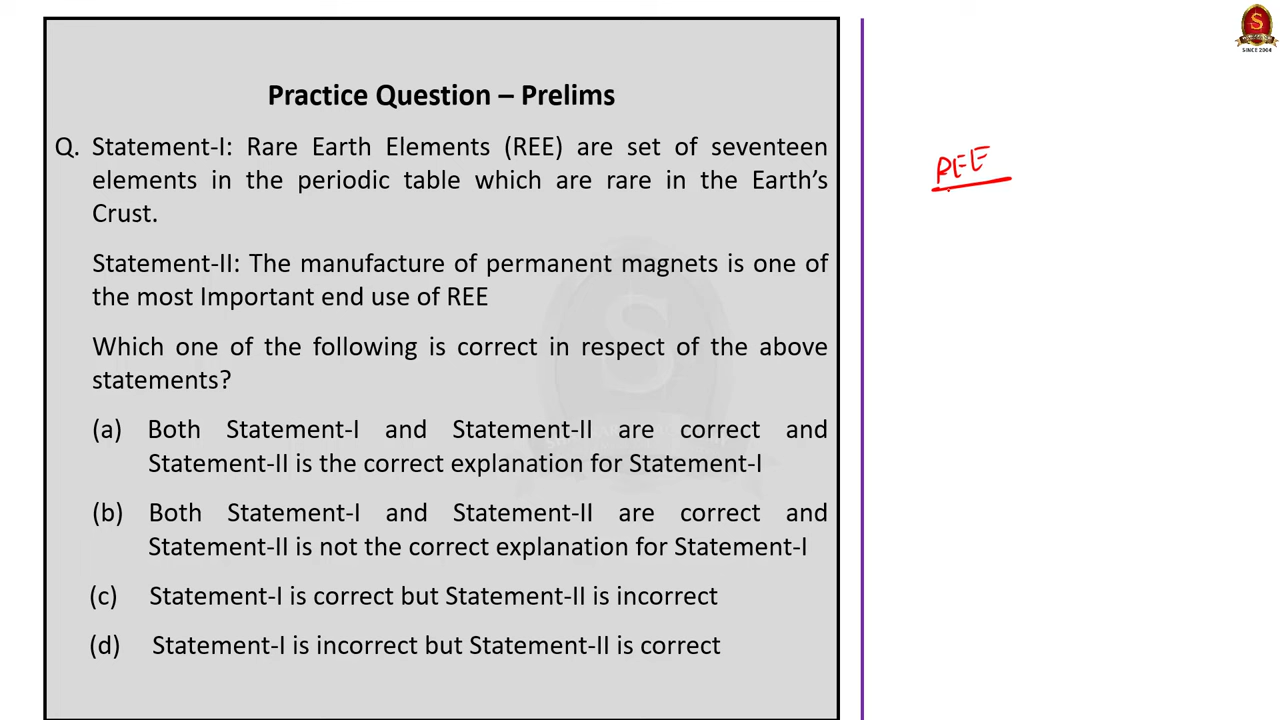 S
SINCE 2004
Practice Question – Prelims
Q. Statement-I: Rare Earth Elements (REE) are set of seventeen
elements in the periodic table which are rare in the Earth's
Crust.
Statement-II: The manufacture of permanent magnets is one of
the most Important end use of REE
Which one of the following is correct in respect of the above
statements?
(a) Both Statement-I and Statement-II are correct and
Statement-II is the correct explanation for Statement-I
(b) Both Statement-I and Statement-II are correct and
Statement-II is not the correct explanation for Statement-I
(c) Statement-I is correct but Statement-II is incorrect
(d) Statement-I is incorrect but Statement-II is correct
REE